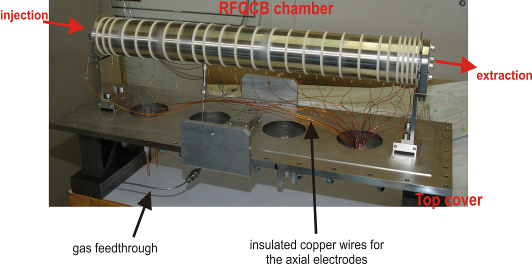 RFQCB chamber
injection
extraction
Top cover
gas feedthrough
insulated copper wires for
the axial electrodes